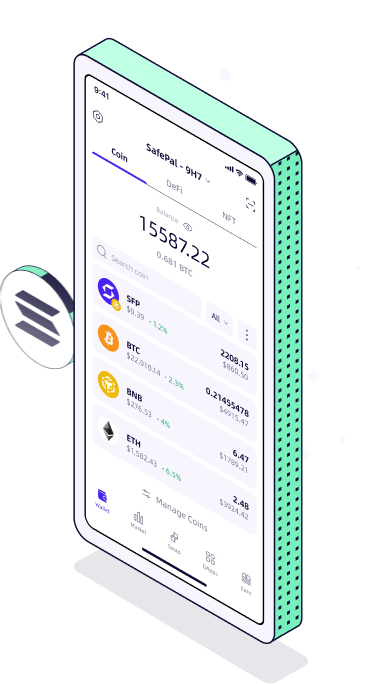 9:41
SafePal - 9H7
Coin DeFi NFT
Balance
15587.22
0.681 BTC
Search coin All
SFP 2208.15
$0.39 +1.2% $860.50
BTC 0.21455478
$22,910.14 +2.3% $4915.47
BNB 6.47
$276.53 +4% $1789.21
ETH 2.48
$1,582.43 +6.5% $3924.42
Manage Coins
Wallet Market Swap DApps Earn